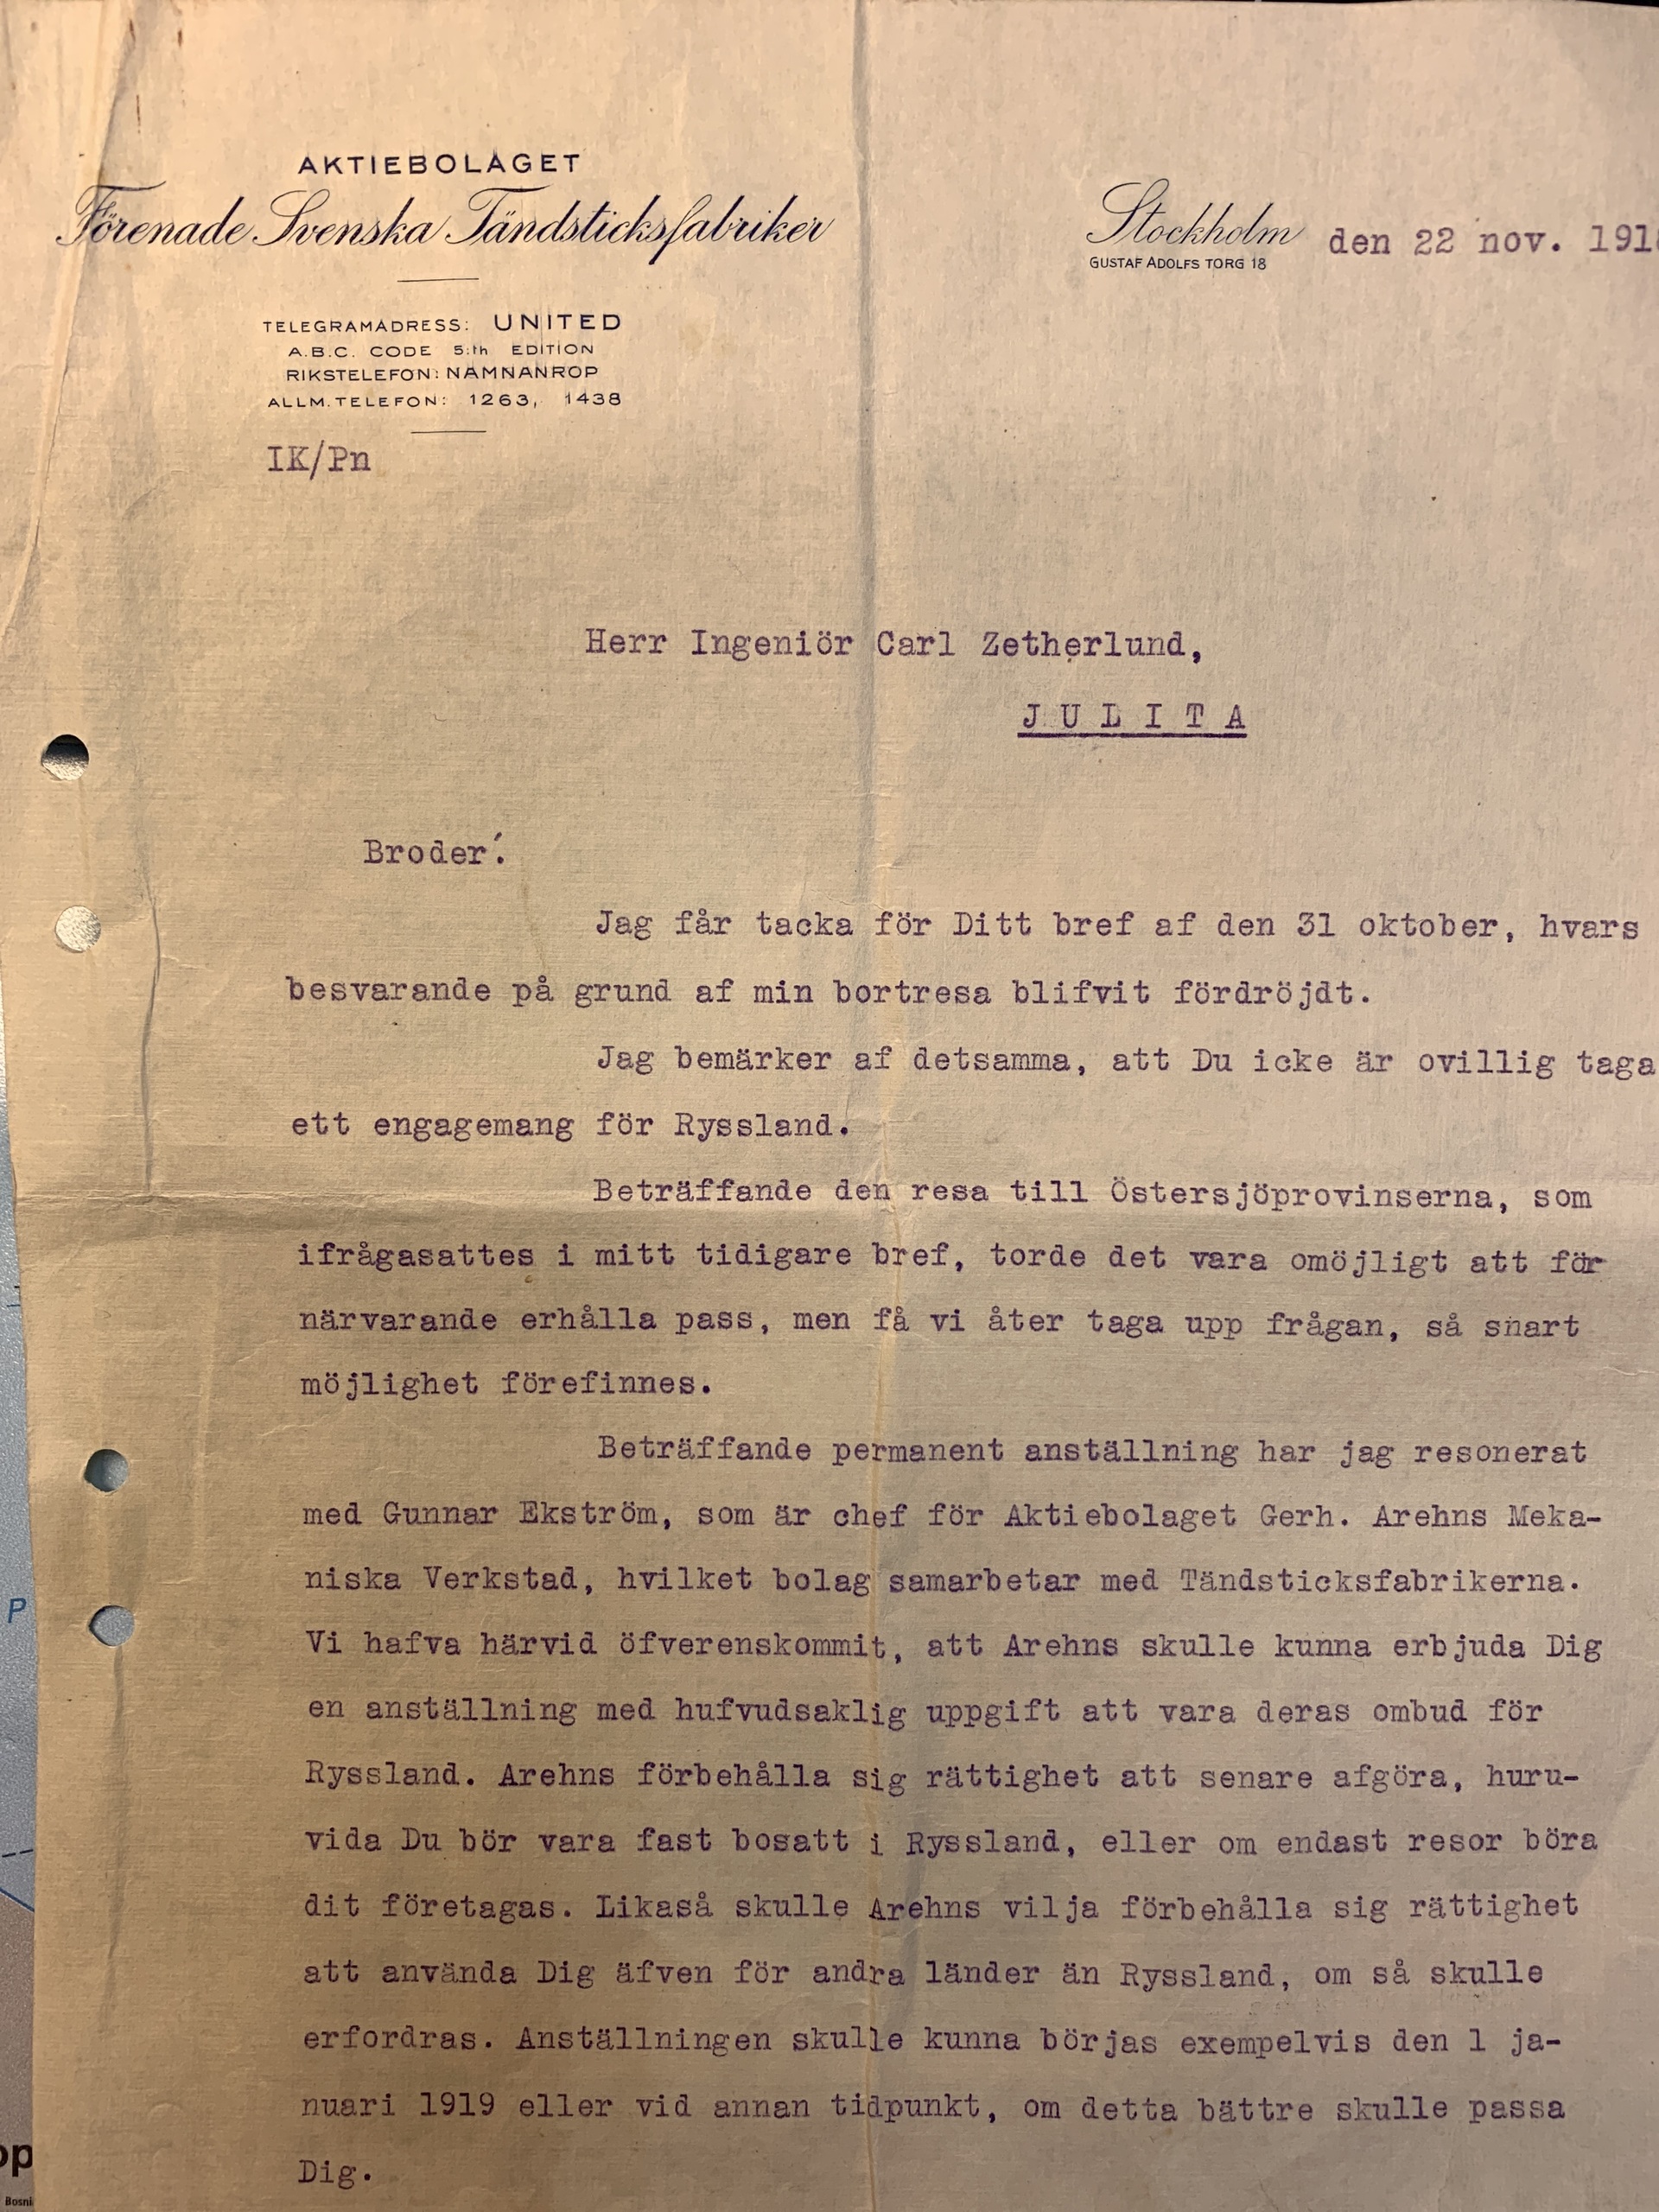 AKTIEBOLAGET
Förenade Svenska Tändsticksfabriker
Stockholm den 22 nov. 1918
GUSTAF ADOLFS TORG 18
TELEGRAMADRESS: UNITED
A.B.C. CODE 5:th EDITION
RIKSTELEFON: NAMNANROP
ALLM. TELEFON: 1263, 1438
IK/Pn
Herr Ingeniör Carl Zetherlund,
JULITA
Broder!
Jag får tacka för Ditt bref af den 31 oktober, hvars
besvarande på grund af min bortresa blifvit fördröjdt.
Jag bemärker af detsamma, att Du icke är ovillig taga
ett engagemang för Ryssland.
Beträffande den resa till Östersjöprovinserna, som
ifrågasattes i mitt tidigare bref, torde det vara omöjligt att för
närvarande erhålla pass, men få vi åter taga upp frågan, så snart
möjlighet förefinnes.
Beträffande permanent anställning har jag resonerat
med Gunnar Ekström, som är chef för Aktiebolaget Gerh. Arehns Meka-
niska Verkstad, hvilket bolag samarbetar med Tändsticksfabrikerna.
Vi hafva härvid öfverenskommit, att Arehns skulle kunna erbjuda Dig
en anställning med hufvudsaklig uppgift att vara deras ombud för
Ryssland. Arehns förbehålla sig rättighet att senare afgöra, huru-
vida Du bör vara fast bosatt i Ryssland, eller om endast resor böra
dit företagas. Likaså skulle Arehns vilja förbehålla sig rättighet
att använda Dig äfven för andra länder än Ryssland, om så skulle
erfordras. Anställningen skulle kunna börjas exempelvis den 1 ja-
nuari 1919 eller vid annan tidpunkt, om detta bättre skulle passa
Dig.
P
op
Bosni